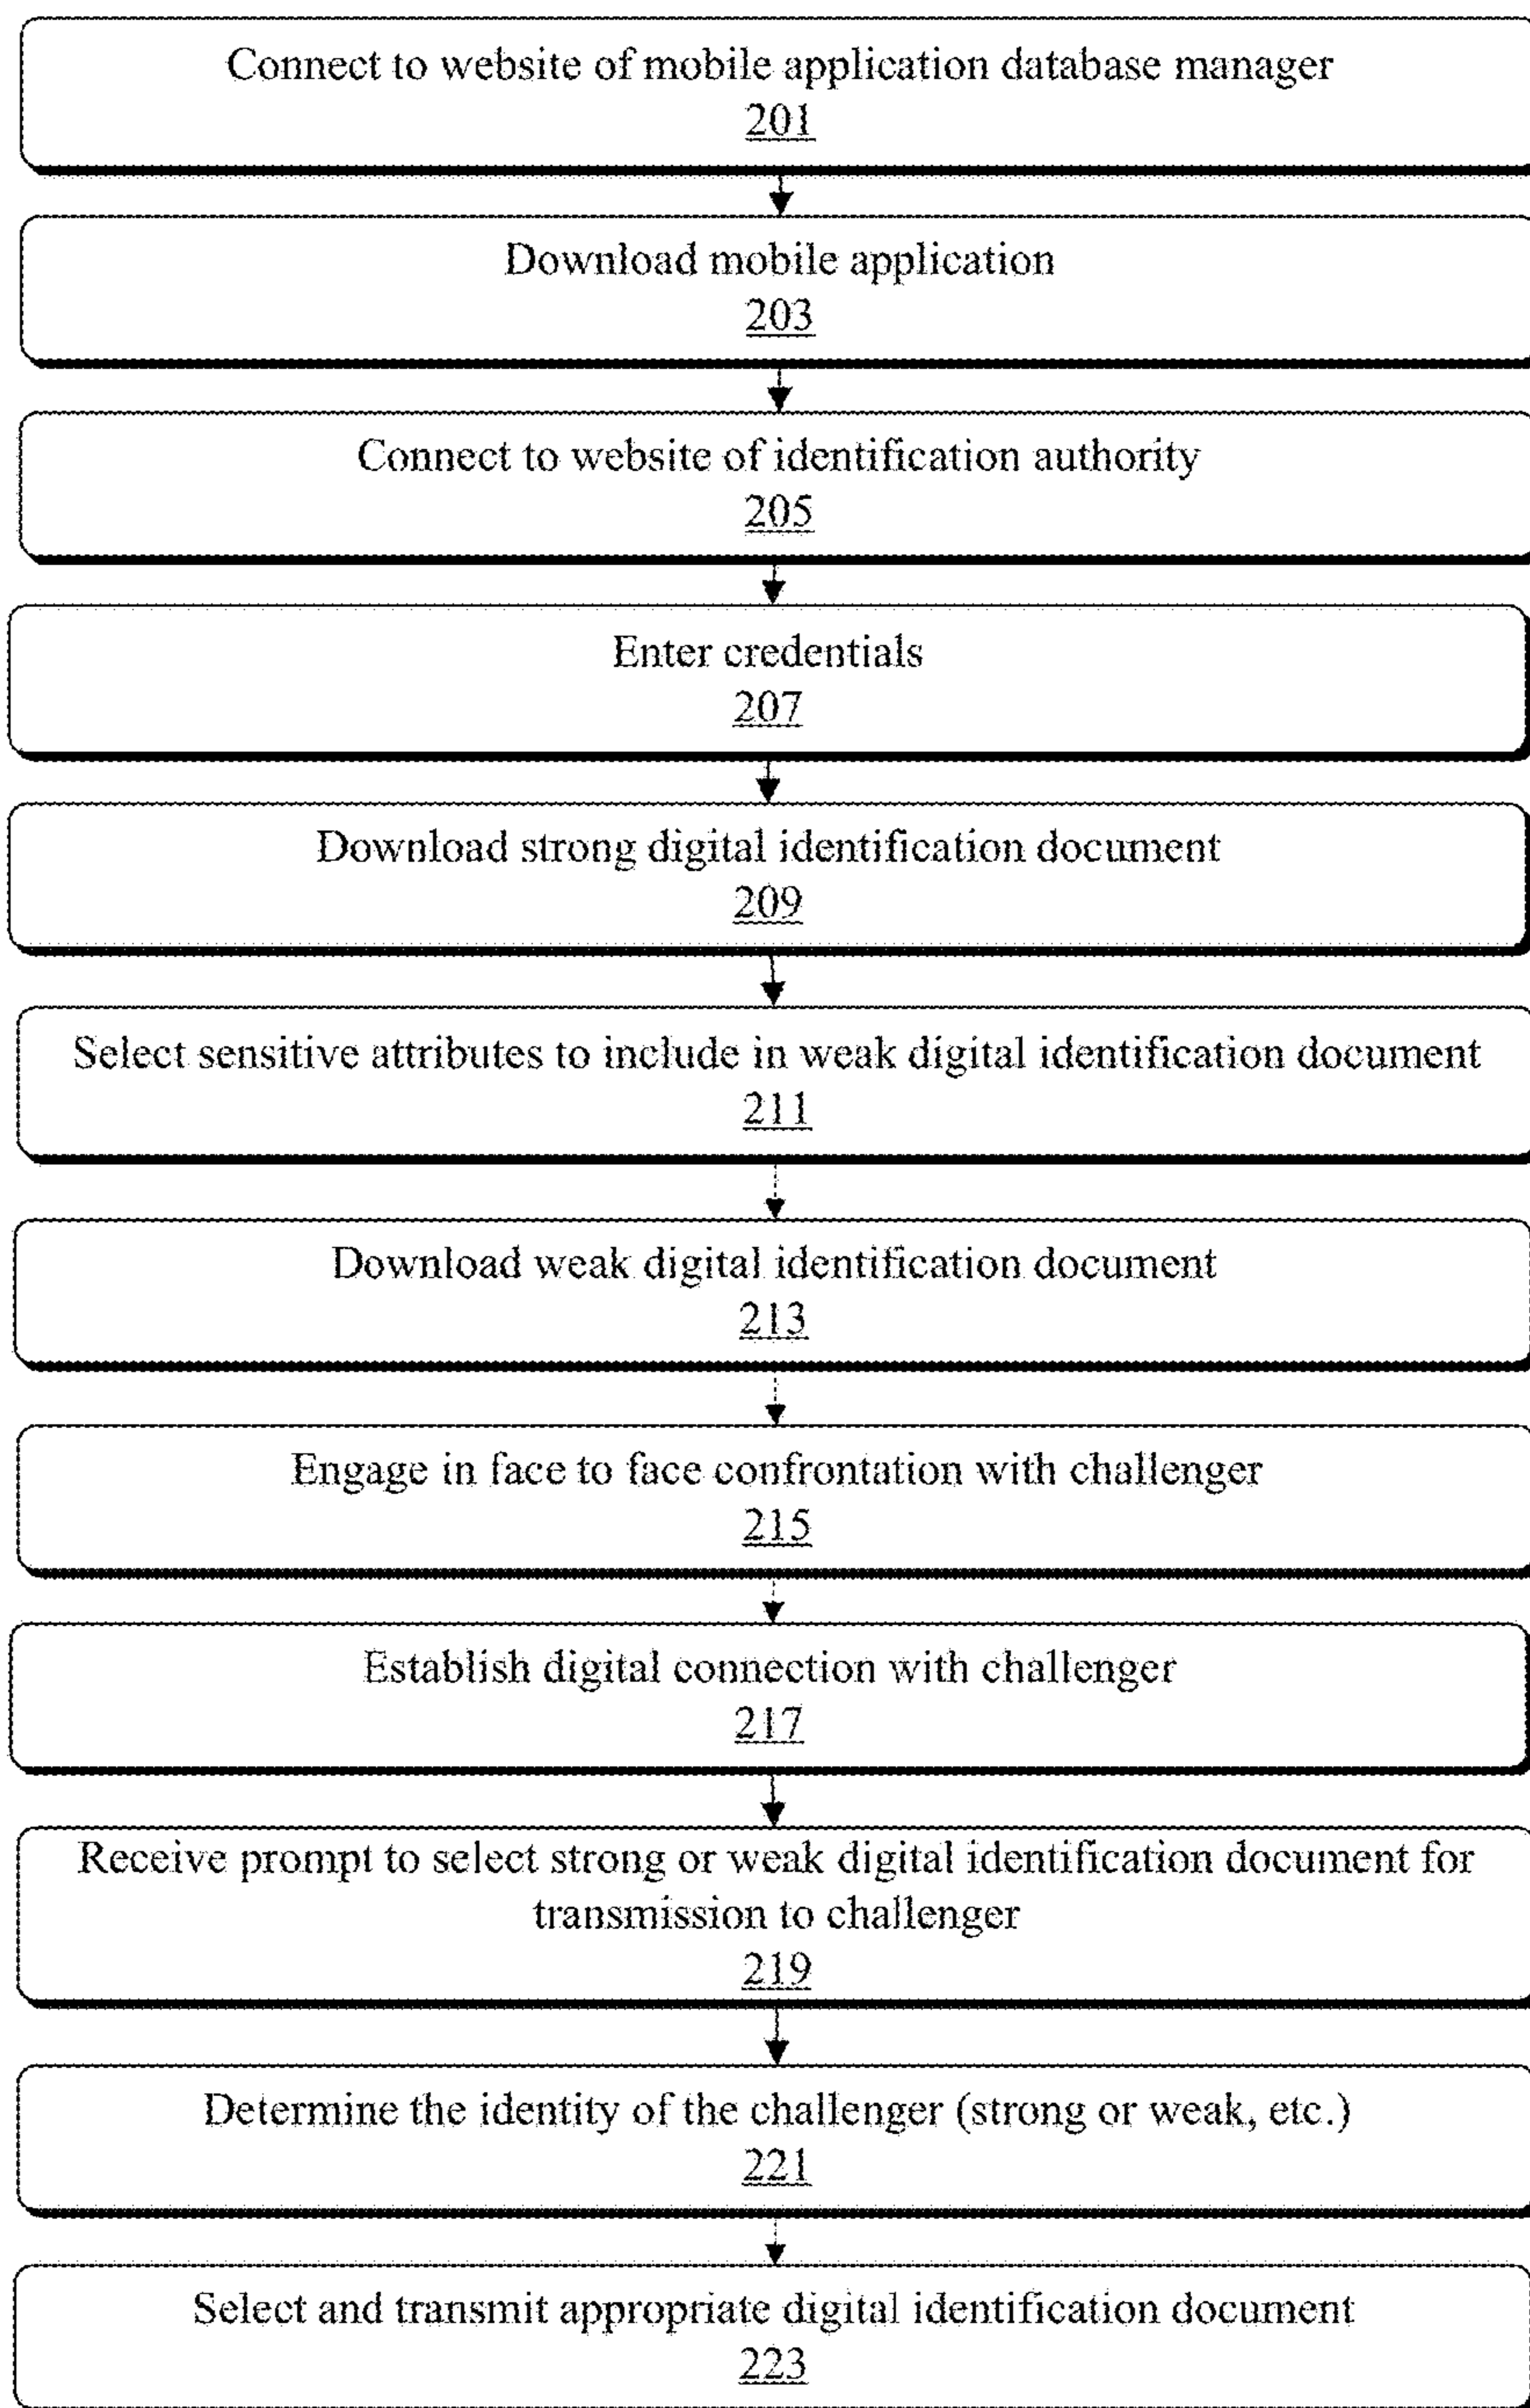 Connect to website of mobile application database manager
201
Download mobile application
203
Connect to website of identification authority
205
Enter credentials
207
Download strong digital identification document
209
Select sensitive attributes to include in weak digital identification document
211
Download weak digital identification document
213
Engage in face to face confrontation with challenger
215
Establish digital connection with challenger
217
Receive prompt to select strong or weak digital identification document for
transmission to challenger
219
Determine the identity of the challenger (strong or weak, etc.)
221
Select and transmit appropriate digital identification document
223